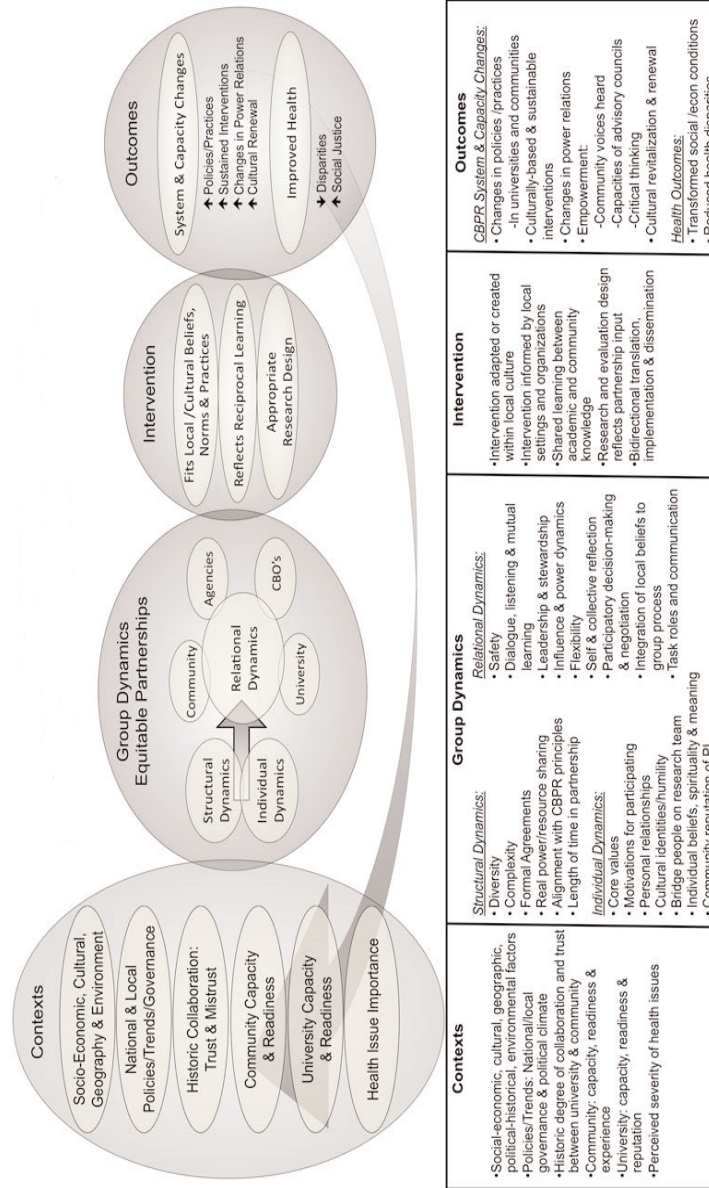 Contexts
Socio-Economic, Cultural,
Geography & Environment
National & Local
Policies/Trends/Governance
Historic Collaboration:
Trust & Mistrust
Community Capacity
& Readiness
University Capacity
& Readiness
Health Issue Importance
Group Dynamics
Equitable Partnerships
Structural
Dynamics
Individual
Dynamics
Community
Agencies
Relational
Dynamics
University
CBO's
Intervention
Fits Local /Cultural Beliefs,
Norms & Practices
Reflects Reciprocal Learning
Appropriate
Research Design
Outcomes
System & Capacity Changes
↑ Policies/Practices
↑ Sustained Interventions
↑ Changes in Power Relations
↑ Cultural Renewal
Improved Health
↓ Disparities
↑ Social Justice
Contexts
•Social-economic, cultural, geographic,
political-historical, environmental factors
•Policies/Trends: National/local
governance & political climate
•Historic degree of collaboration and trust
between university & community
•Community: capacity, readiness &
experience
•University: capacity, readiness &
reputation
•Perceived severity of health issues
Group Dynamics
Structural Dynamics:
• Diversity
• Complexity
• Formal Agreements
• Real power/resource sharing
• Alignment with CBPR principles
• Length of time in partnership
Individual Dynamics:
• Core values
• Motivations for participating
• Personal relationships
• Cultural identities/humility
• Bridge people on research team
• Individual beliefs, spirituality & meaning
• Community reputation of PI
Relational Dynamics:
• Safety
• Dialogue, listening & mutual
learning
• Leadership & stewardship
• Influence & power dynamics
• Flexibility
• Self & collective reflection
• Participatory decision-making
& negotiation
• Integration of local beliefs to
group process
• Task roles and communication
Intervention
•Intervention adapted or created
within local culture
•Intervention informed by local
settings and organizations
•Shared learning between
academic and community
knowledge
•Research and evaluation design
reflects partnership input
•Bidirectional translation,
implementation & dissemination
Outcomes
CBPR System & Capacity Changes:
• Changes in policies /practices
-In universities and communities
• Culturally-based & sustainable
interventions
• Changes in power relations
• Empowerment:
-Community voices heard
-Capacities of advisory councils
-Critical thinking
• Cultural revitalization & renewal
Health Outcomes:
• Transformed social /econ conditions
• Reduced health disparities